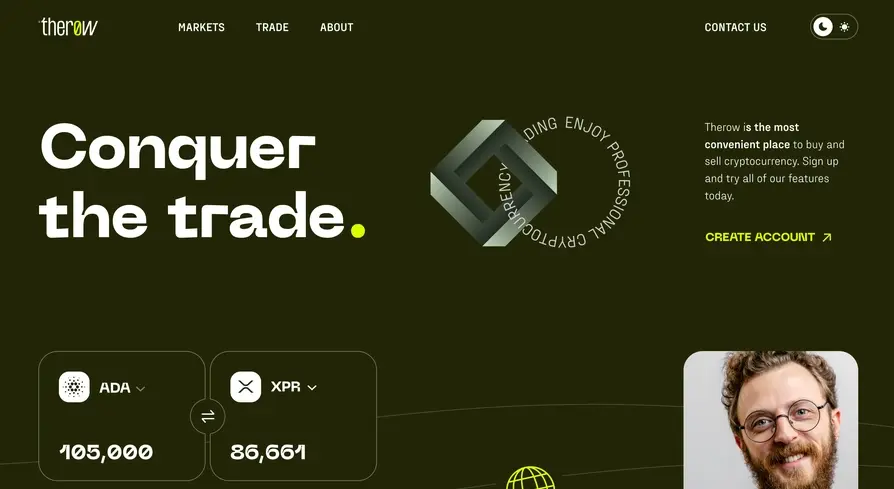 therøw
MARKETS
TRADE
ABOUT
CONTACT US
Conquer
the trade.
DING ENJOY PROFESSIONAL CRYPTOCURRENCY
Therow is the most
convenient place to buy and
sell cryptocurrency. Sign up
and try all of our features
today.
CREATE ACCOUNT
ADA
XPR
105,000
86,661